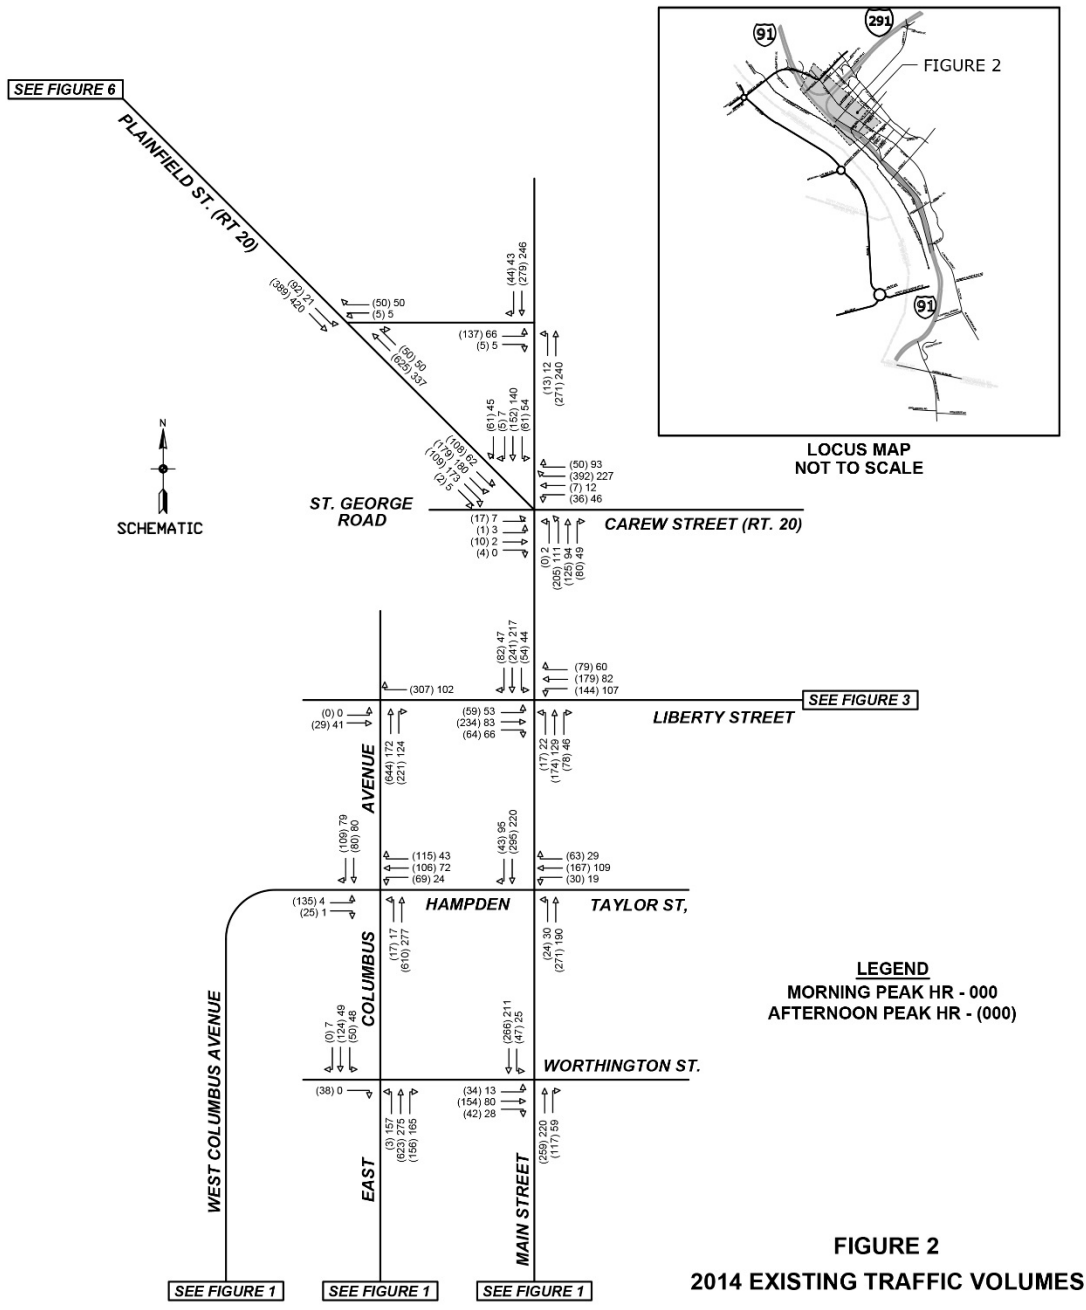 91
291
FIGURE 2
91
LOCUS MAP
NOT TO SCALE
SEE FIGURE 6
PLAINFIELD ST. (RT 20)
(92) 21
(389) 420
(50) 50
(5) 5
(50) 50
(625) 337
(44) 43
(279) 246
(137) 66
(5) 5
(13) 12
(271) 240
(61) 45
(5) 7
(152) 140
(61) 54
(108) 62
(179) 180
(109) 173
(2) 5
(50) 93
(392) 227
(7) 12
(36) 46
N
SCHEMATIC
ST. GEORGE
ROAD
CAREW STREET (RT. 20)
(17) 7
(1) 3
(10) 2
(4) 0
(0) 2
(205) 111
(125) 94
(80) 49
(82) 47
(241) 217
(54) 44
(79) 60
(179) 82
(144) 107
(307) 102
SEE FIGURE 3
LIBERTY STREET
(0) 0
(29) 41
(644) 172
(221) 124
(59) 53
(234) 83
(64) 66
(17) 22
(174) 129
(78) 46
AVENUE
(109) 79
(80) 80
(115) 43
(106) 72
(69) 24
(43) 95
(295) 220
(63) 29
(167) 109
(30) 19
HAMPDEN
TAYLOR ST,
(135) 4
(25) 1
(17) 17
(610) 277
(24) 30
(271) 190
COLUMBUS
LEGEND
MORNING PEAK HR - 000
AFTERNOON PEAK HR - (000)
WEST COLUMBUS AVENUE
(0) 7
(124) 49
(50) 48
(266) 211
(47) 25
WORTHINGTON ST.
(38) 0
(3) 157
(623) 275
(156) 165
(34) 13
(154) 80
(42) 28
(259) 220
(117) 59
EAST
MAIN STREET
SEE FIGURE 1
SEE FIGURE 1
SEE FIGURE 1
FIGURE 2
2014 EXISTING TRAFFIC VOLUMES